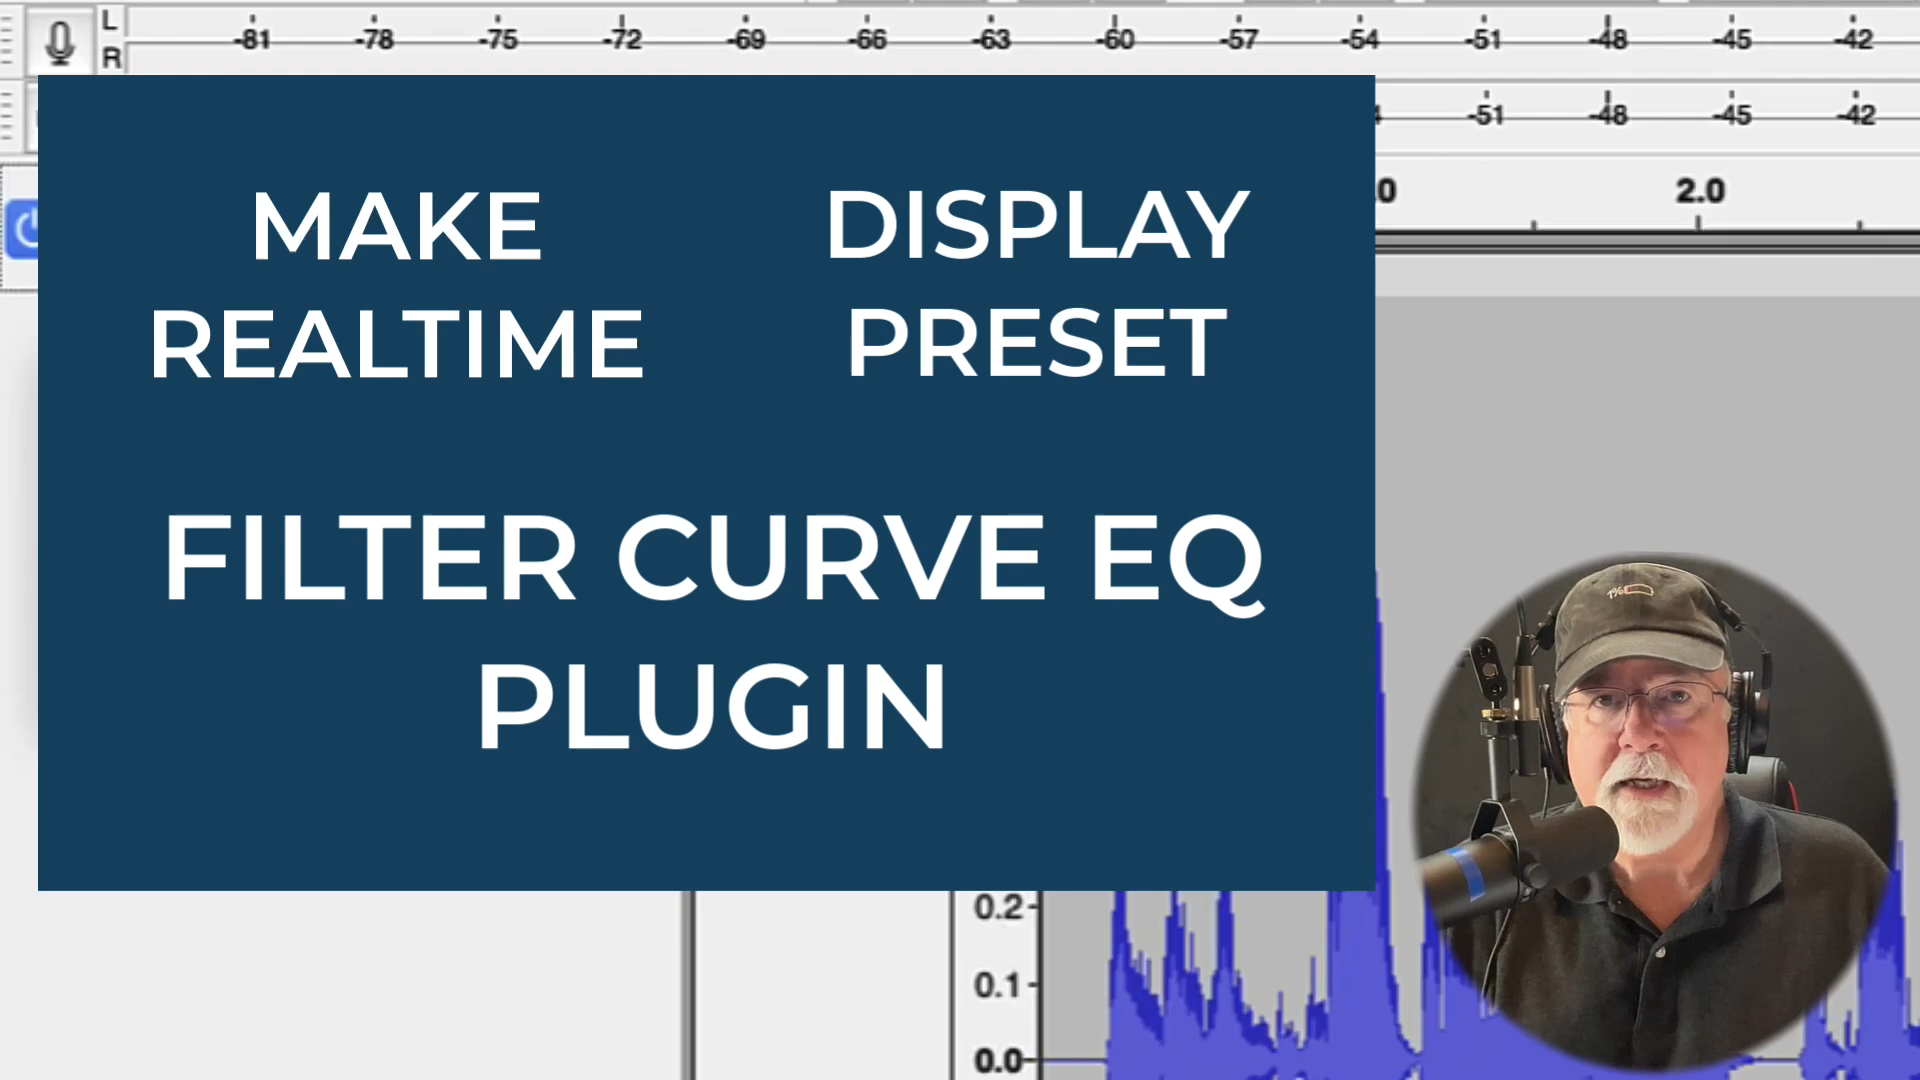 L
R
-81 -78 -75 -72 -69 -66 -63 -60 -57 -54 -51 -48 -45 -42
-51 -48 -45 -42
2.0
MAKE
REALTIME
DISPLAY
PRESET
FILTER CURVE EQ
PLUGIN
1%
0.2
0.1
0.0